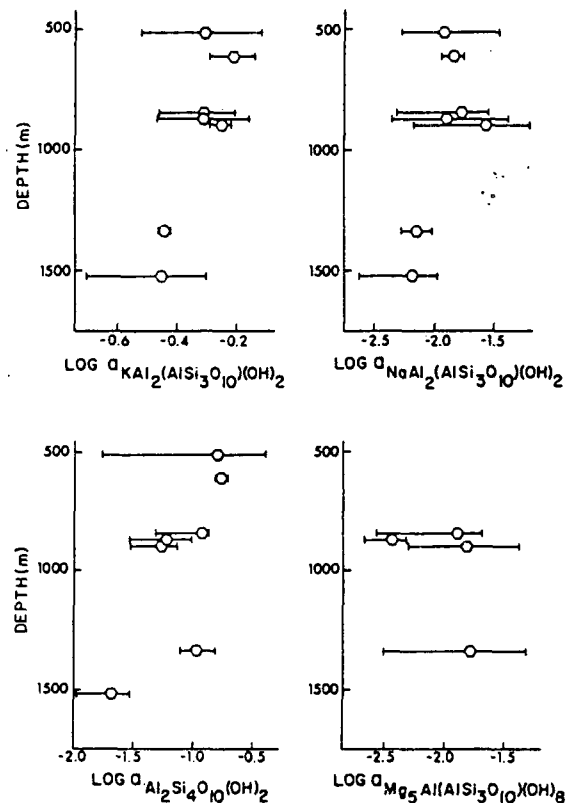 500
1000
1500
DEPTH (m)
-0.6 -0.4 -0.2
LOG a KAl2(AlSi3O10)(OH)2
500
1000
1500
-2.5 -2.0 -1.5
LOG a NaAl2(AlSi3O10)(OH)2
500
1000
1500
DEPTH (m)
-2.0 -1.5 -1.0 -0.5
LOG a Al2Si4O10(OH)2
500
1000
1500
-2.5 -2.0 -1.5
LOG a Mg5Al(AlSi3O10)(OH)8